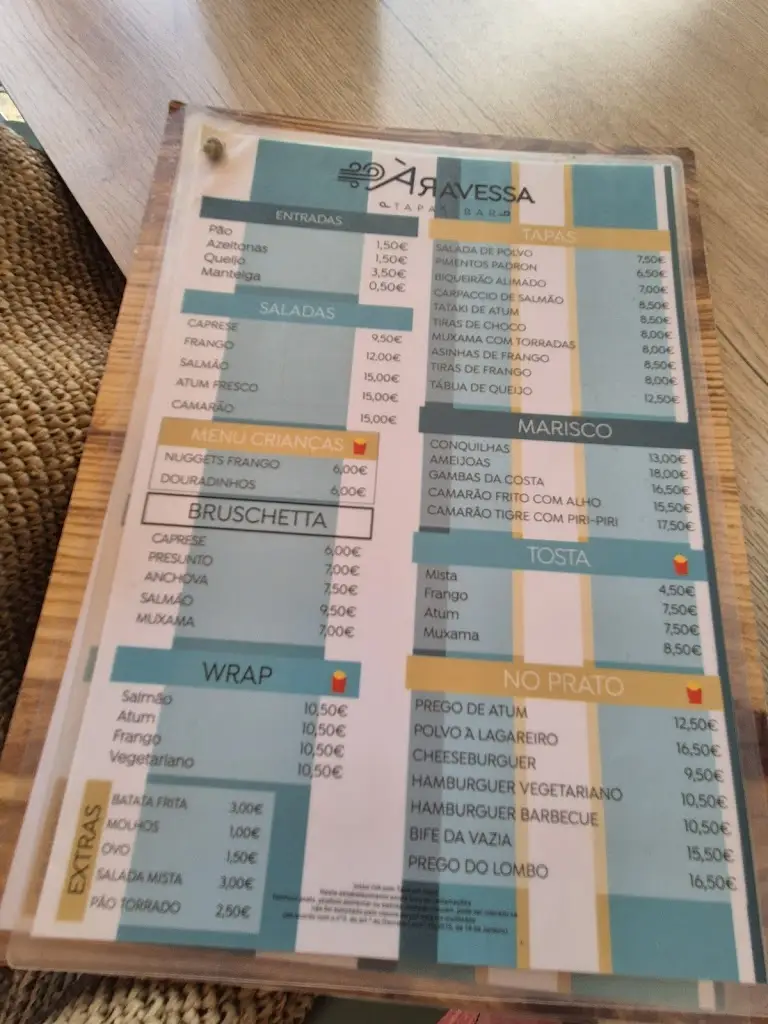 ÀRAVESSA
TAPAS BAR
ENTRADAS
Pão 1,50€
Azeitonas 1,50€
Queijo 3,50€
Manteiga 0,50€
SALADAS
CAPRESE 9,50€
FRANGO 12,00€
SALMÃO 15,00€
ATUM FRESCO 15,00€
CAMARÃO 15,00€
MENU CRIANÇAS
NUGGETS FRANGO 6,00€
DOURADINHOS 6,00€
BRUSCHETTA
CAPRESE 6,00€
PRESUNTO 7,00€
ANCHOVA 7,50€
SALMÃO 9,50€
MUXAMA 7,00€
WRAP
Salmão 10,50€
Atum 10,50€
Frango 10,50€
Vegetariano 10,50€
EXTRAS
BATATA FRITA 3,00€
MOLHOS 1,00€
OVO 1,50€
SALADA MISTA 3,00€
PÃO TORRADO 2,50€
TAPAS
SALADA DE POLVO 7,50€
PIMENTOS PADRON 6,50€
BIQUEIRÃO ALIMADO 7,00€
CARPACCIO DE SALMÃO 8,50€
TATAKI DE ATUM 8,50€
TIRAS DE CHOCO 8,00€
MUXAMA COM TORRADAS 8,00€
ASINHAS DE FRANGO 8,50€
TIRAS DE FRANGO 8,00€
TÁBUA DE QUEIJO 12,50€
MARISCO
CONQUILHAS 13,00€
AMEIJOAS 18,00€
GAMBAS DA COSTA 16,50€
CAMARÃO FRITO COM ALHO 15,50€
CAMARÃO TIGRE COM PIRI-PIRI 17,50€
TOSTA
Mista 4,50€
Frango 7,50€
Atum 7,50€
Muxama 8,50€
NO PRATO
PREGO DE ATUM 12,50€
POLVO À LAGAREIRO 16,50€
CHEESEBURGUER 9,50€
HAMBURGUER VEGETARIANO 10,50€
HAMBURGUER BARBECUE 10,50€
BIFE DA VAZIA 15,50€
PREGO DO LOMBO 16,50€